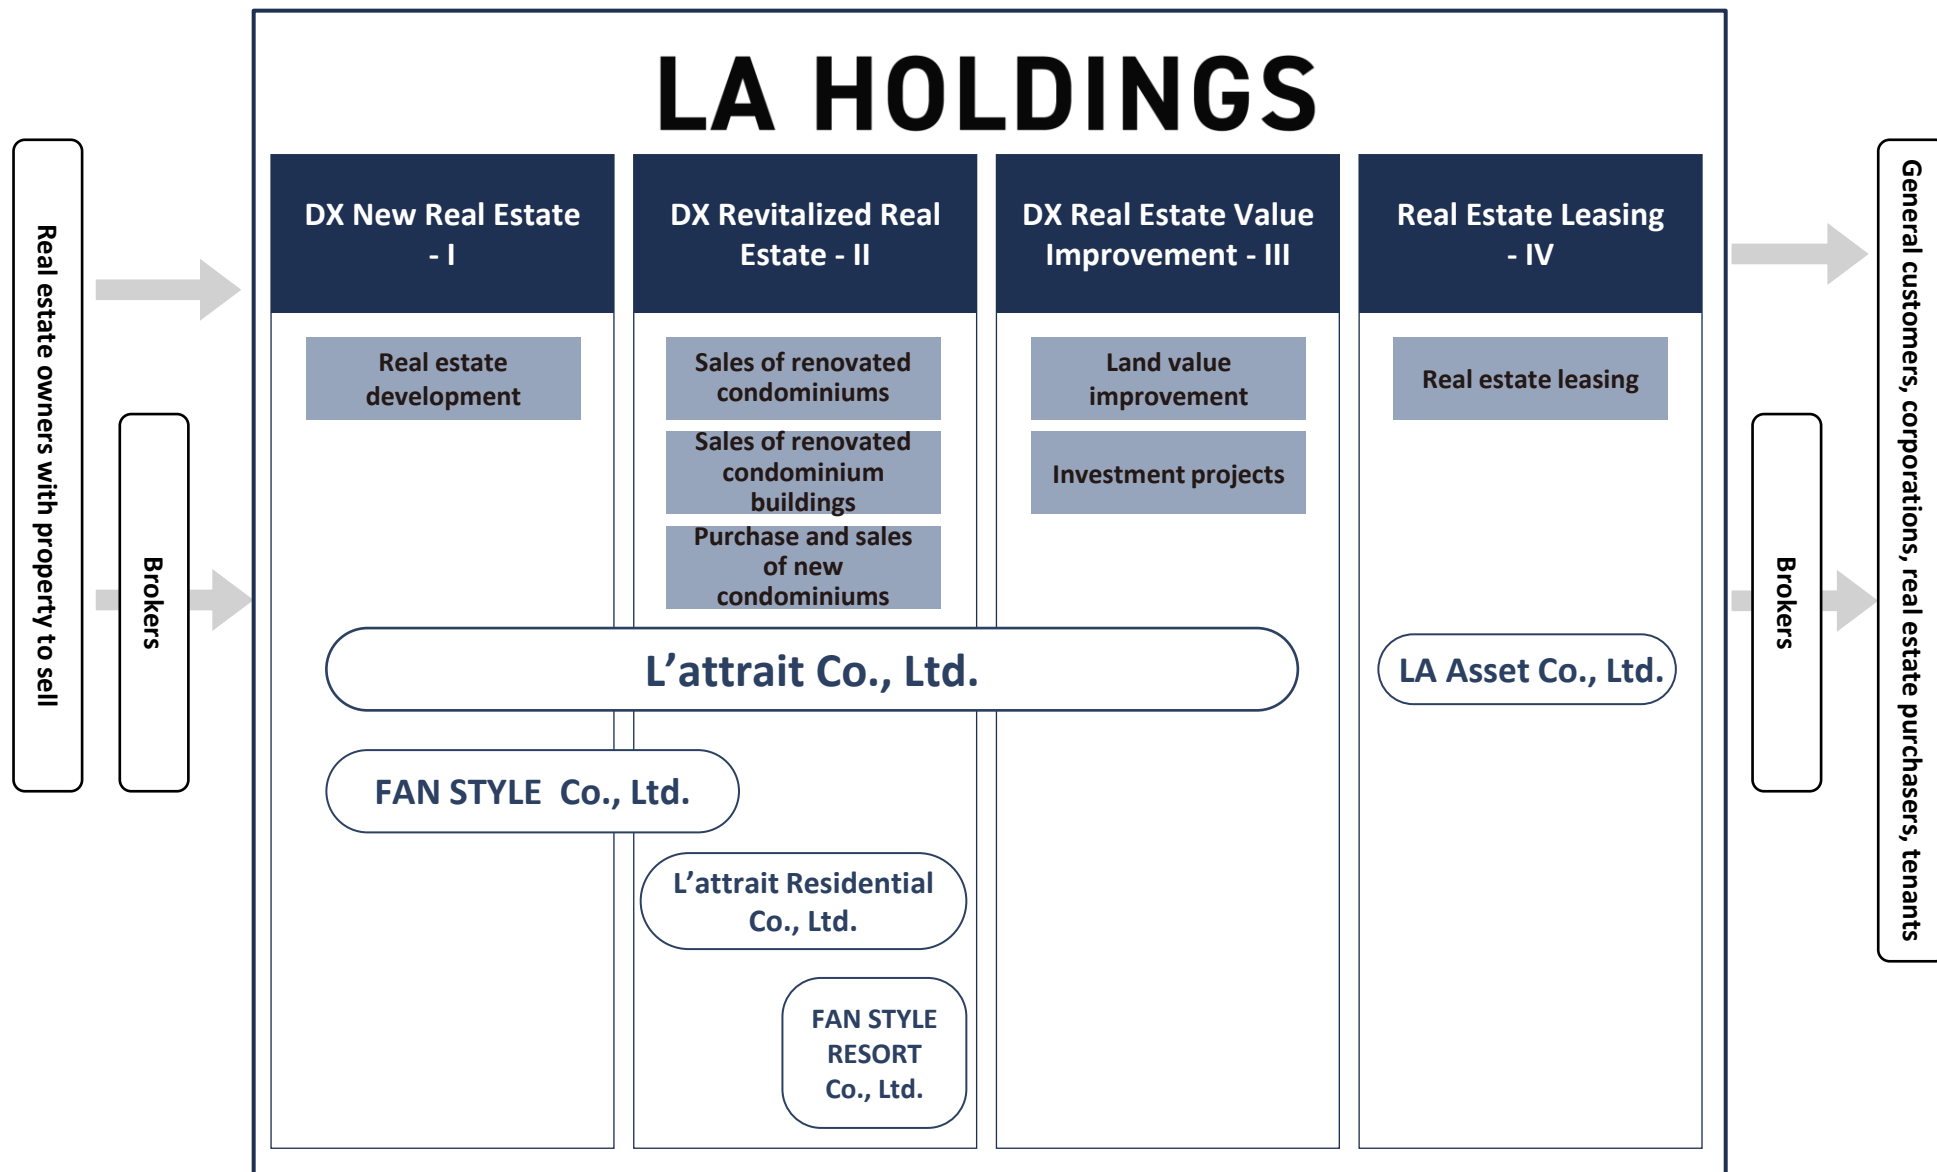 LA HOLDINGS
Real estate owners with property to sell
Brokers
DX New Real Estate
- I
Real estate
development
DX Revitalized Real
Estate - II
Sales of renovated
condominiums
Sales of renovated
condominium
buildings
Purchase and sales
of new
condominiums
DX Real Estate Value
Improvement - III
Land value
improvement
Investment projects
Real Estate Leasing
- IV
Real estate leasing
L’attrait Co., Ltd.
LA Asset Co., Ltd.
FAN STYLE  Co., Ltd.
L’attrait Residential
Co., Ltd.
FAN STYLE
RESORT
Co., Ltd.
Brokers
General customers, corporations, real estate purchasers, tenants